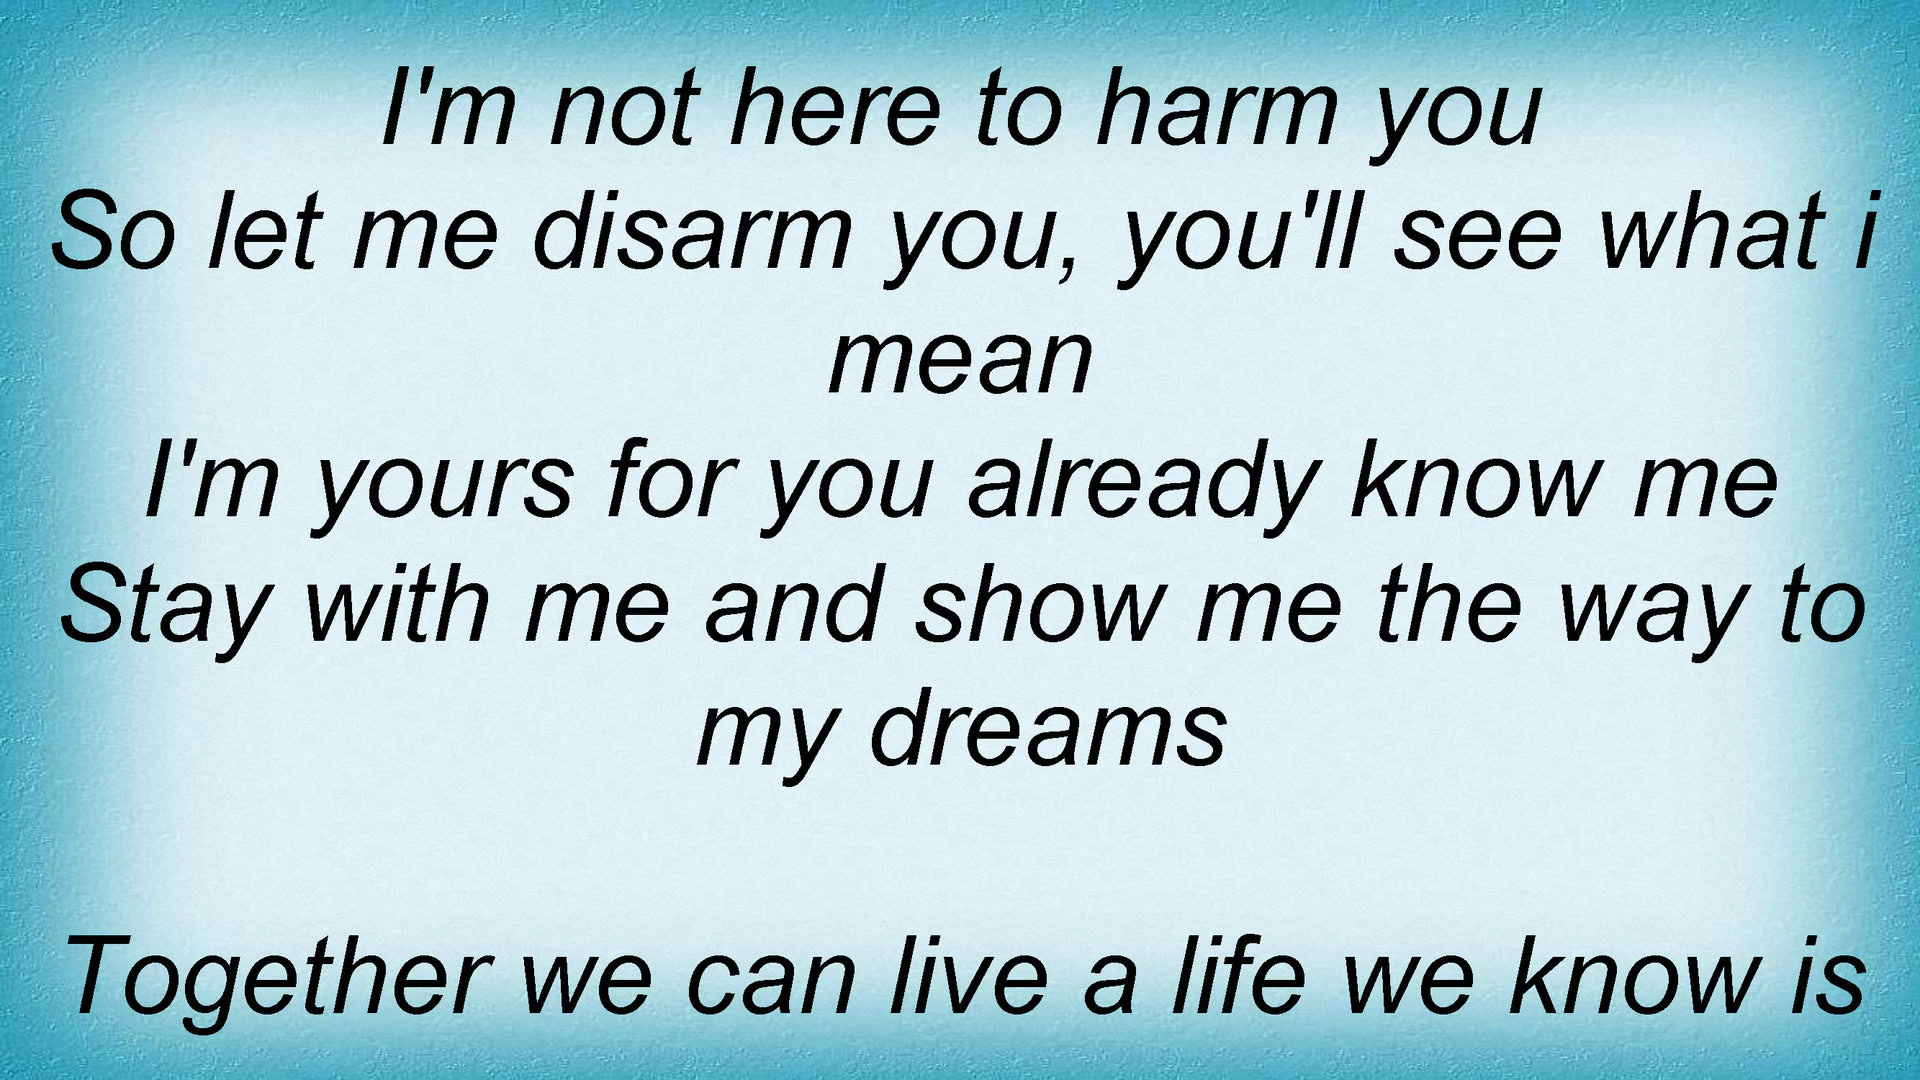 I'm not here to harm you
So let me disarm you, you'll see what i
mean
I'm yours for you already know me
Stay with me and show me the way to
my dreams
Together we can live a life we know is